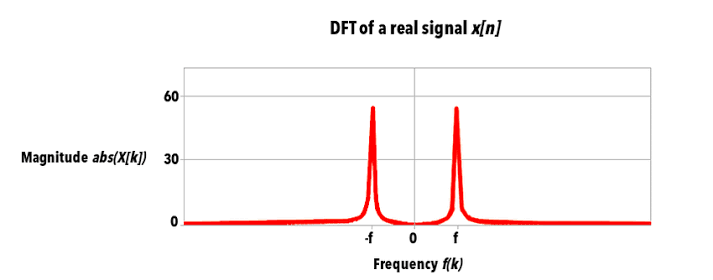 DFT of a real signal x[n]
60
Magnitude abs(X[k])
30
0
-f 0 f
Frequency f(k)